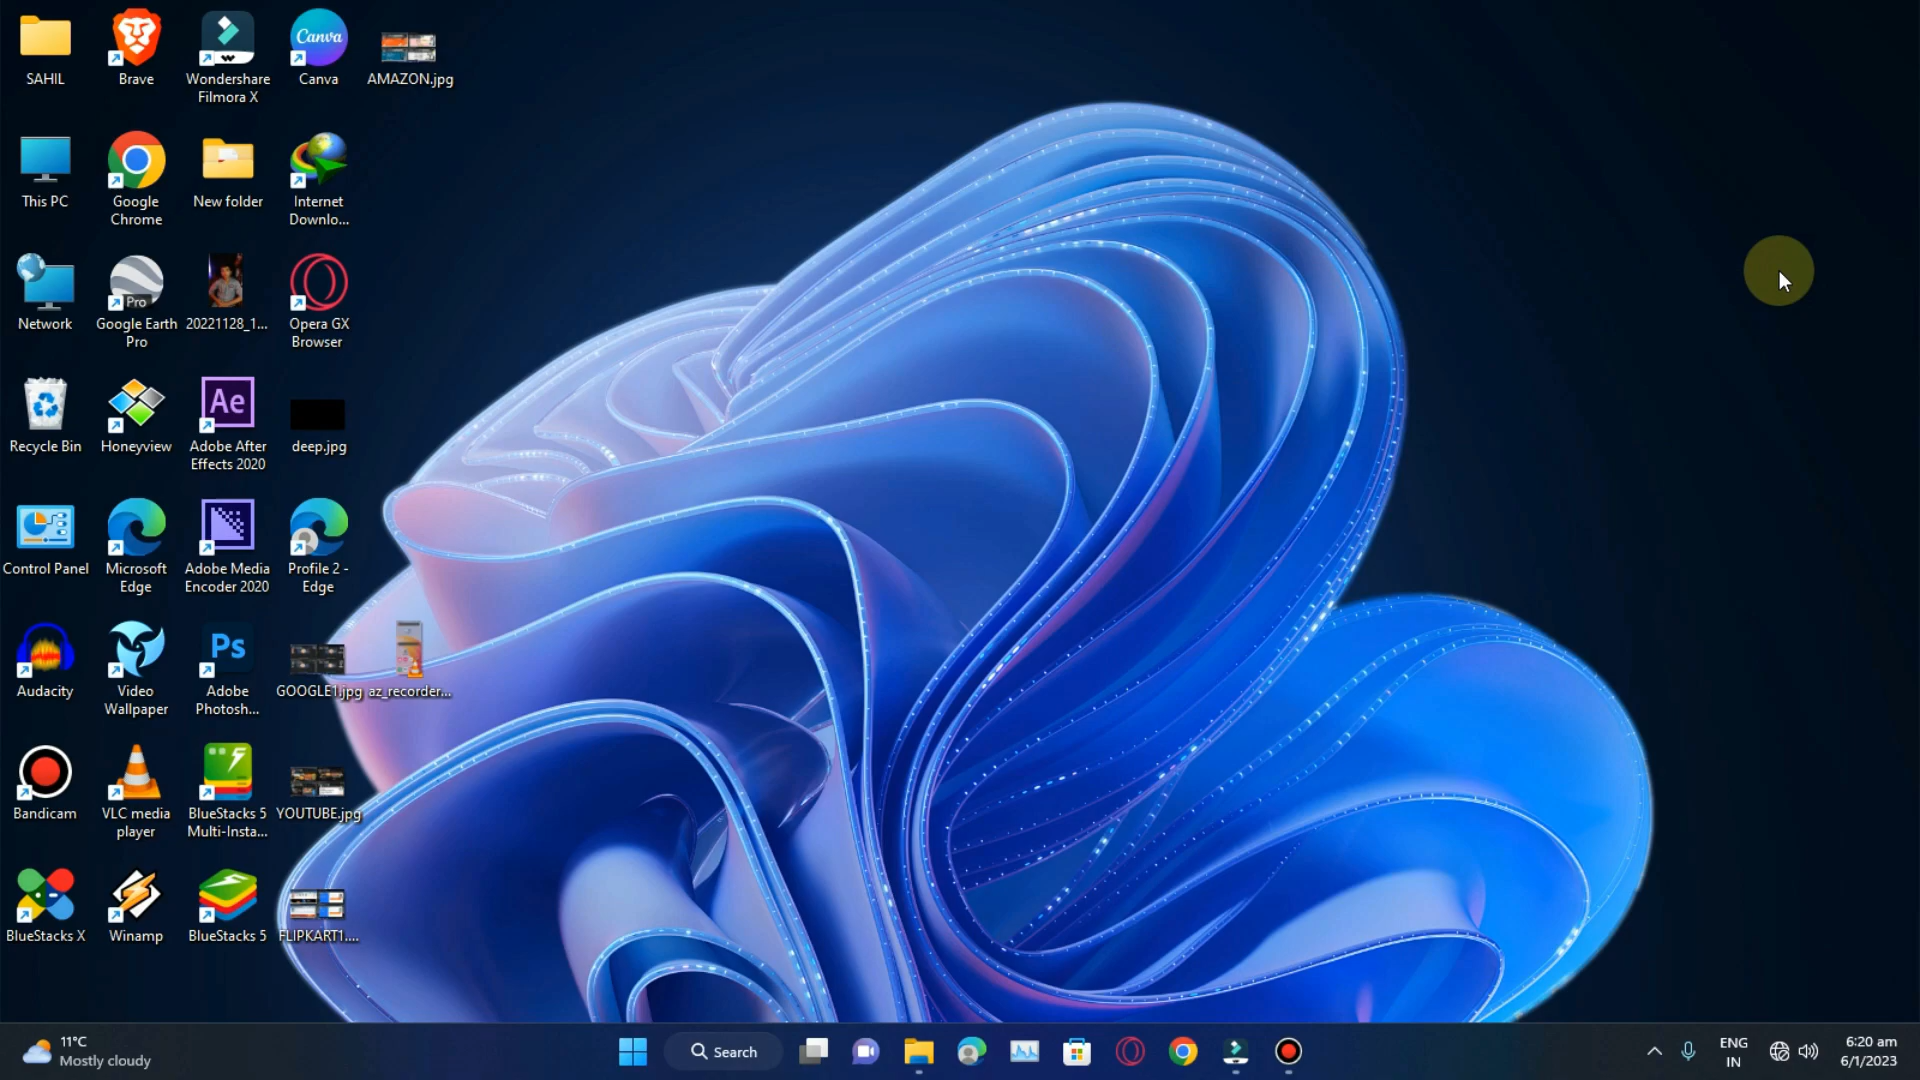 SAHIL
Brave
Wondershare
Filmora X
Canva
Canva
AMAZON.jpg
This PC
Google
Chrome
New folder
Internet
Downlo...
Network
Pro
Google Earth
Pro
20221128_1...
Opera GX
Browser
Recycle Bin
Honeyview
Ae
Adobe After
Effects 2020
deep.jpg
Control Panel
Microsoft
Edge
Adobe Media
Encoder 2020
Profile 2 -
Edge
Audacity
Video
Wallpaper
Ps
Adobe
Photosh...
GOOGLE1.jpg
az_recorder...
Bandicam
VLC media
player
BlueStacks 5
Multi-Insta...
YOUTUBE.jpg
BlueStacks X
Winamp
BlueStacks 5
FLIPKART1....
11°C
Mostly cloudy
Search
ENG
IN
6:20 am
6/1/2023